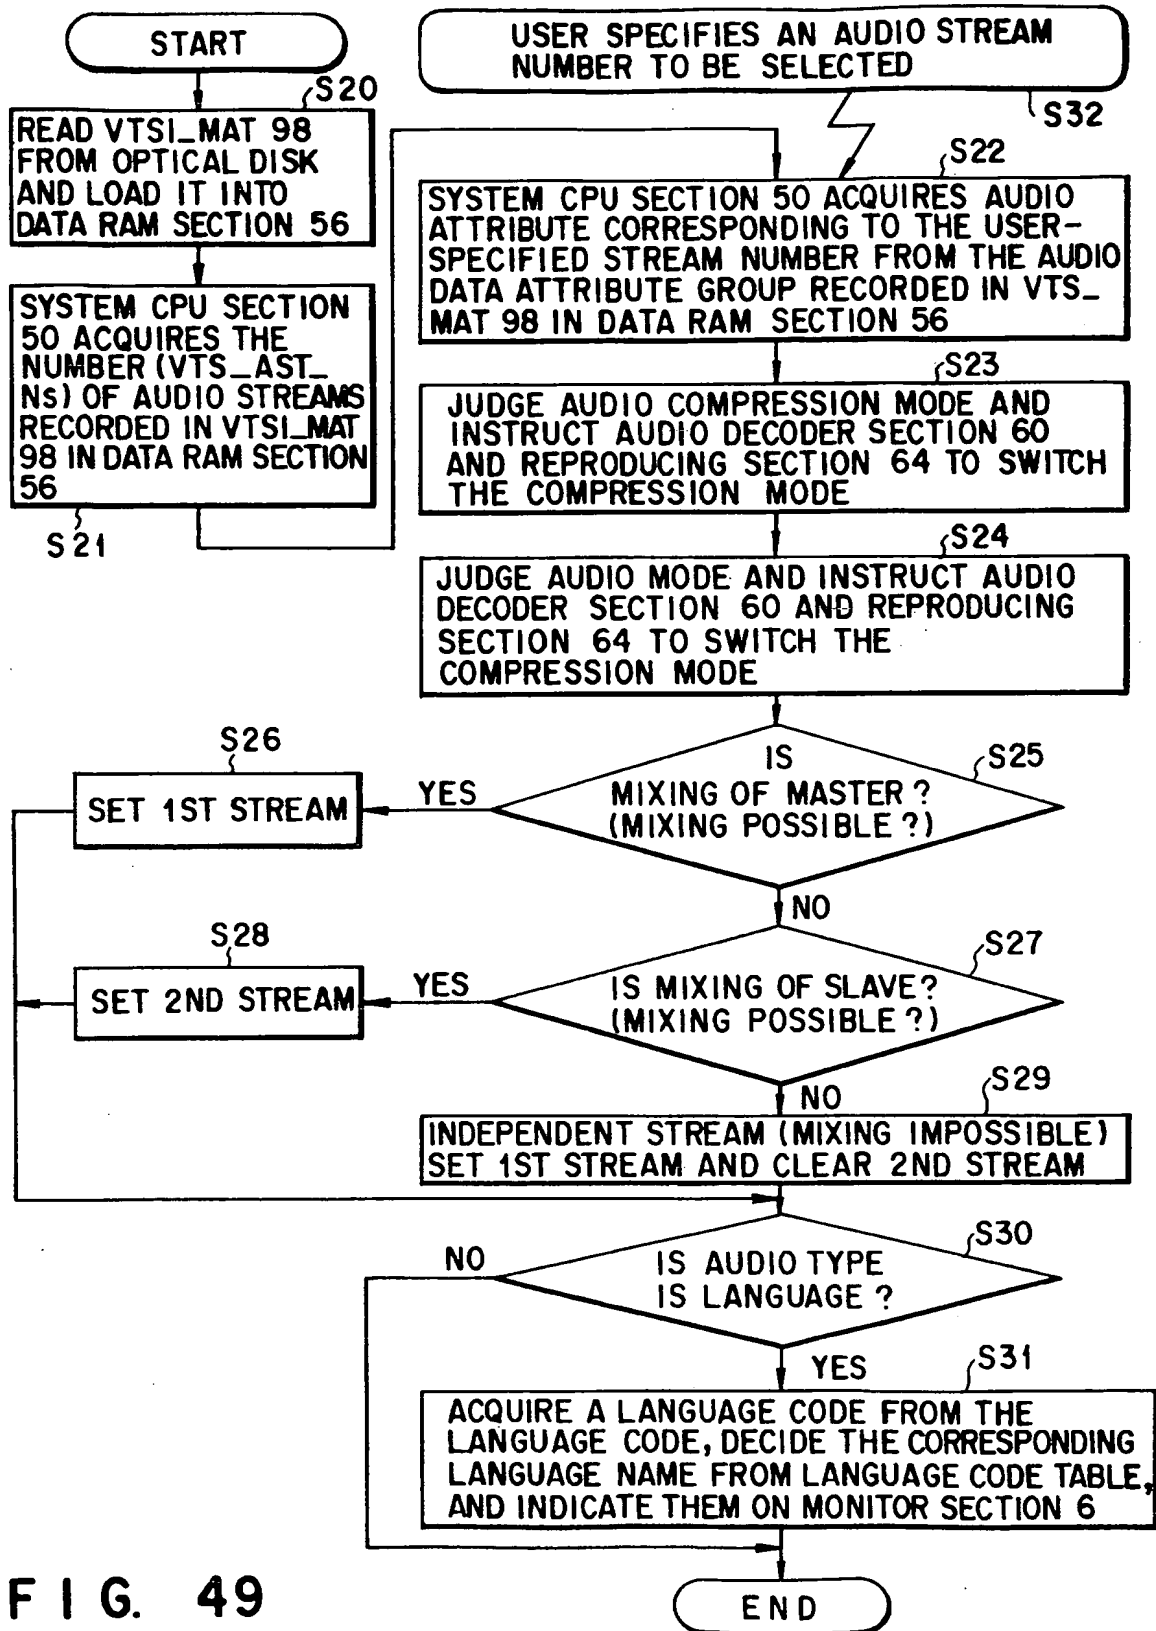 START
S20
READ VTSI_MAT 98
FROM OPTICAL DISK
AND LOAD IT INTO
DATA RAM SECTION 56
SYSTEM CPU SECTION
50 ACQUIRES THE
NUMBER (VTS_AST_
Ns) OF AUDIO STREAMS
RECORDED IN VTSI_MAT
98 IN DATA RAM SECTION
56
S21
USER SPECIFIES AN AUDIO STREAM
NUMBER TO BE SELECTED
S32
S22
SYSTEM CPU SECTION 50 ACQUIRES AUDIO
ATTRIBUTE CORRESPONDING TO THE USER-
SPECIFIED STREAM NUMBER FROM THE AUDIO
DATA ATTRIBUTE GROUP RECORDED IN VTS_
MAT 98 IN DATA RAM SECTION 56
S23
JUDGE AUDIO COMPRESSION MODE AND
INSTRUCT AUDIO DECODER SECTION 60
AND REPRODUCING SECTION 64 TO SWITCH
THE COMPRESSION MODE
S24
JUDGE AUDIO MODE AND INSTRUCT AUDIO
DECODER SECTION 60 AND REPRODUCING
SECTION 64 TO SWITCH THE
COMPRESSION MODE
S25
IS
MIXING OF MASTER?
(MIXING POSSIBLE?)
YES
S26
SET 1ST STREAM
NO
S27
IS MIXING OF SLAVE?
(MIXING POSSIBLE?)
YES
S28
SET 2ND STREAM
NO
S29
INDEPENDENT STREAM (MIXING IMPOSSIBLE)
SET 1ST STREAM AND CLEAR 2ND STREAM
S30
IS AUDIO TYPE
IS LANGUAGE?
NO
YES
S31
ACQUIRE A LANGUAGE CODE FROM THE
LANGUAGE CODE, DECIDE THE CORRESPONDING
LANGUAGE NAME FROM LANGUAGE CODE TABLE,
AND INDICATE THEM ON MONITOR SECTION 6
END
FIG. 49